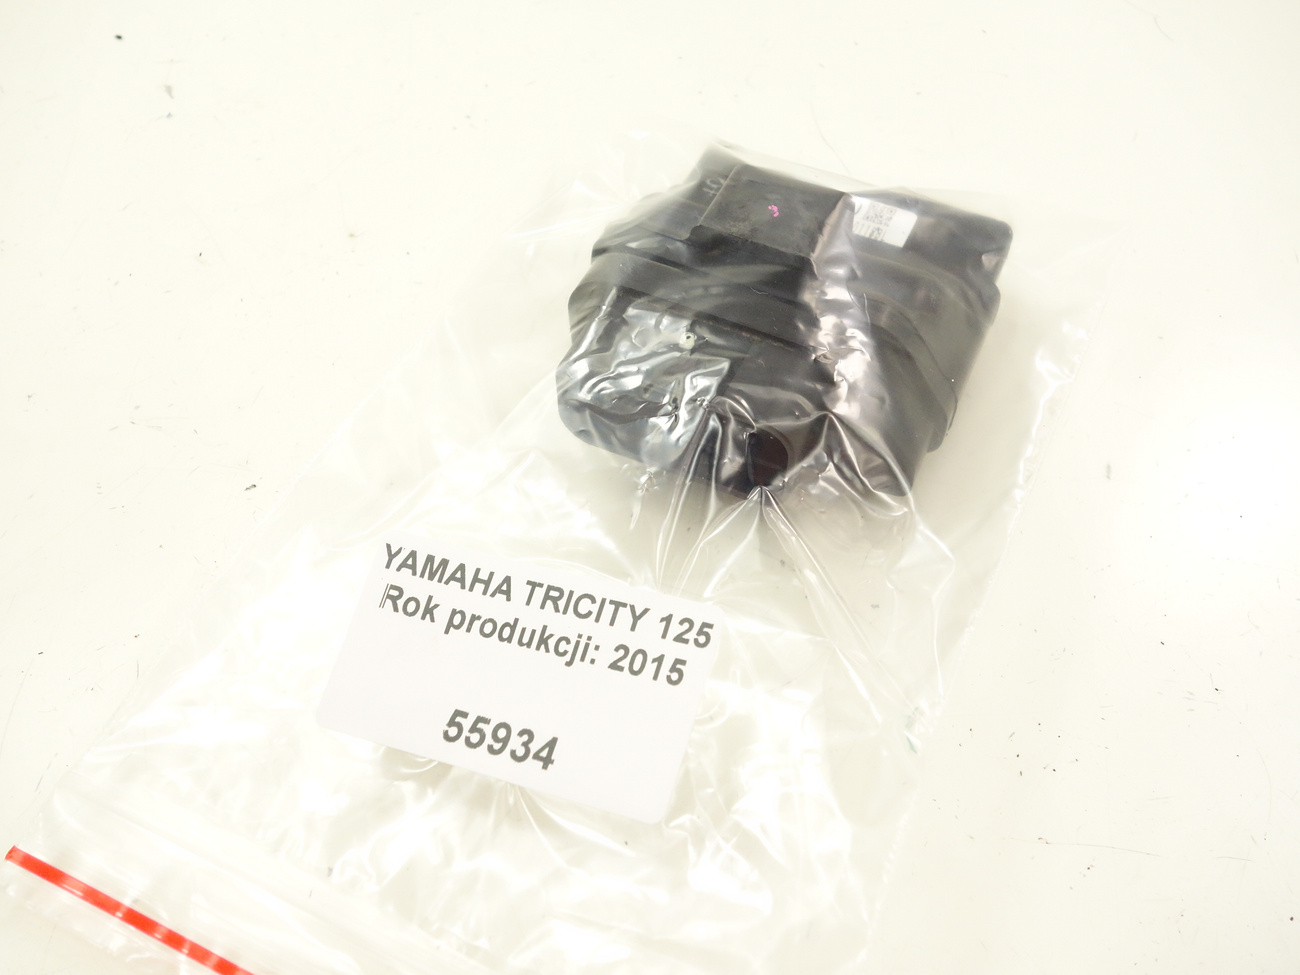 YAMAHA TRICITY 125
Rok produkcji: 2015
55934